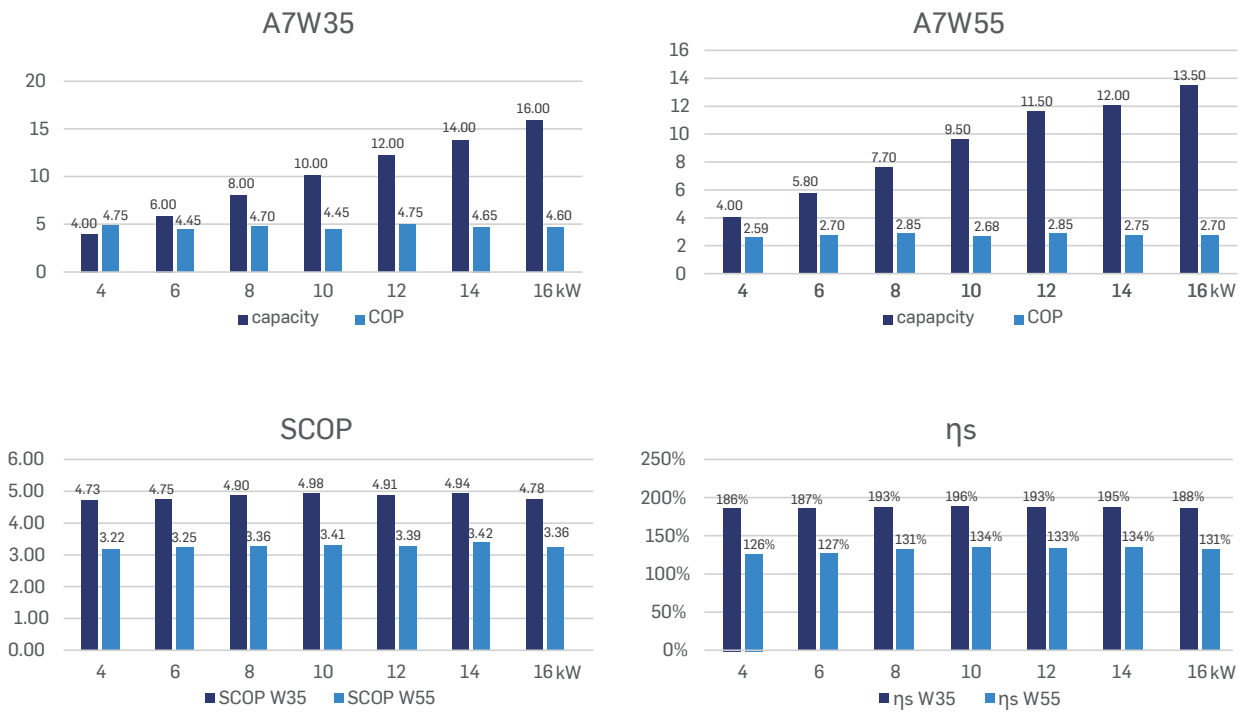 A7W35
20
15
10
5
0
4.00 4.75 6.00 4.45 8.00 4.70 10.00 4.45 12.00 4.75 14.00 4.65 16.00 4.60
4 6 8 10 12 14 16 kW
capacity COP
A7W55
16
14
12
10
8
6
4
2
0
4.00 2.59 5.80 2.70 7.70 2.85 9.50 2.68 11.50 2.85 12.00 2.75 13.50 2.70
4 6 8 10 12 14 16 kW
capapcity COP
SCOP
6.00
5.00
4.00
3.00
2.00
1.00
0.00
4.73 3.22 4.75 3.25 4.90 3.36 4.98 3.41 4.91 3.39 4.94 3.42 4.78 3.36
4 6 8 10 12 14 16 kW
SCOP W35 SCOP W55
ηs
250%
200%
150%
100%
50%
0%
186% 126% 187% 127% 193% 131% 196% 134% 193% 133% 195% 134% 188% 131%
4 6 8 10 12 14 16 kW
ηs W35 ηs W55